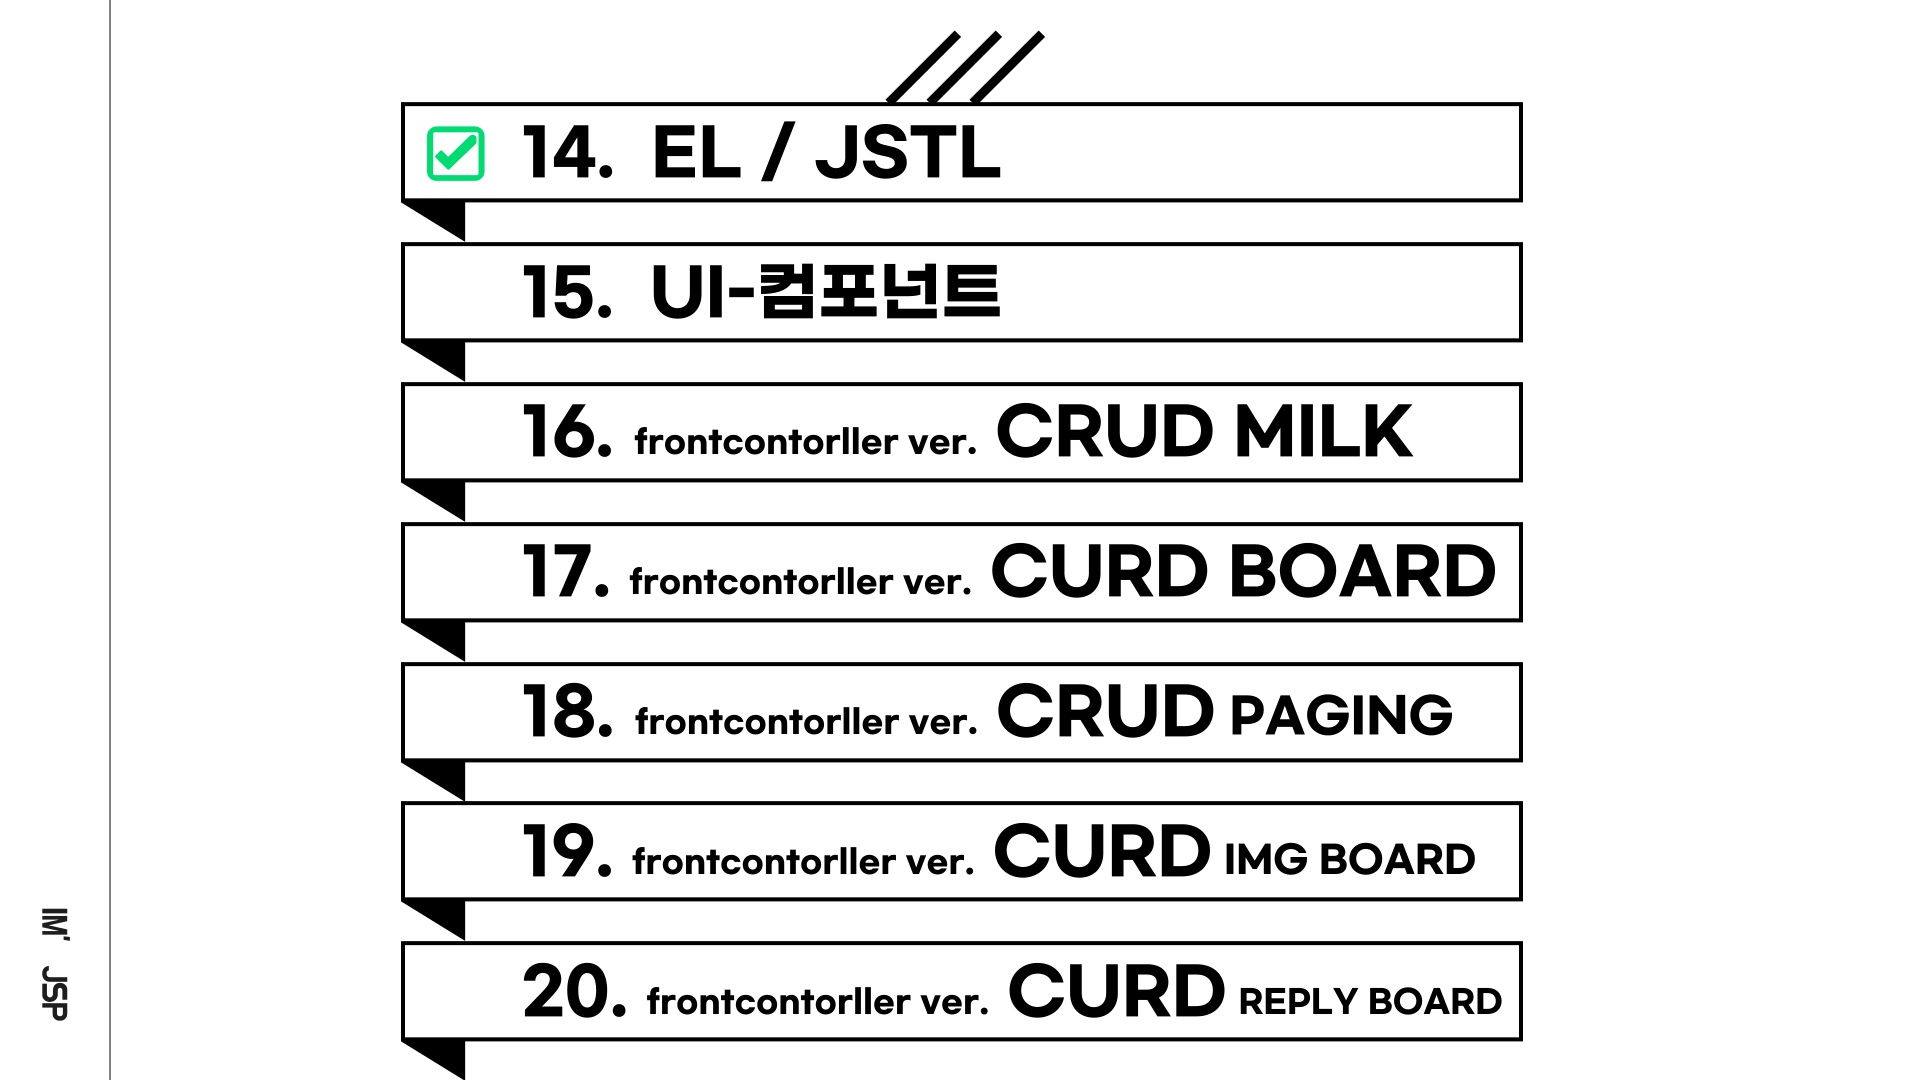 14. EL / JSTL
15. UI-컴포넌트
16. frontcontorller ver. CRUD MILK
17. frontcontorller ver. CURD BOARD
18. frontcontorller ver. CRUD PAGING
19. frontcontorller ver. CURD IMG BOARD
20. frontcontorller ver. CURD REPLY BOARD
IM' JSP